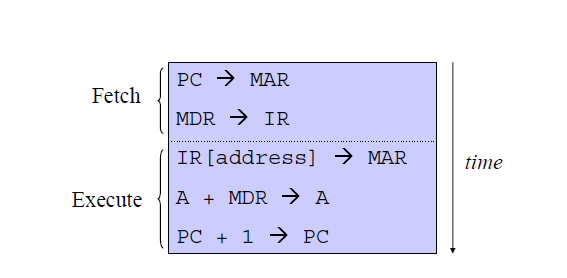 Fetch
PC → MAR
MDR → IR
Execute
IR[address] → MAR
A + MDR → A
PC + 1 → PC
time